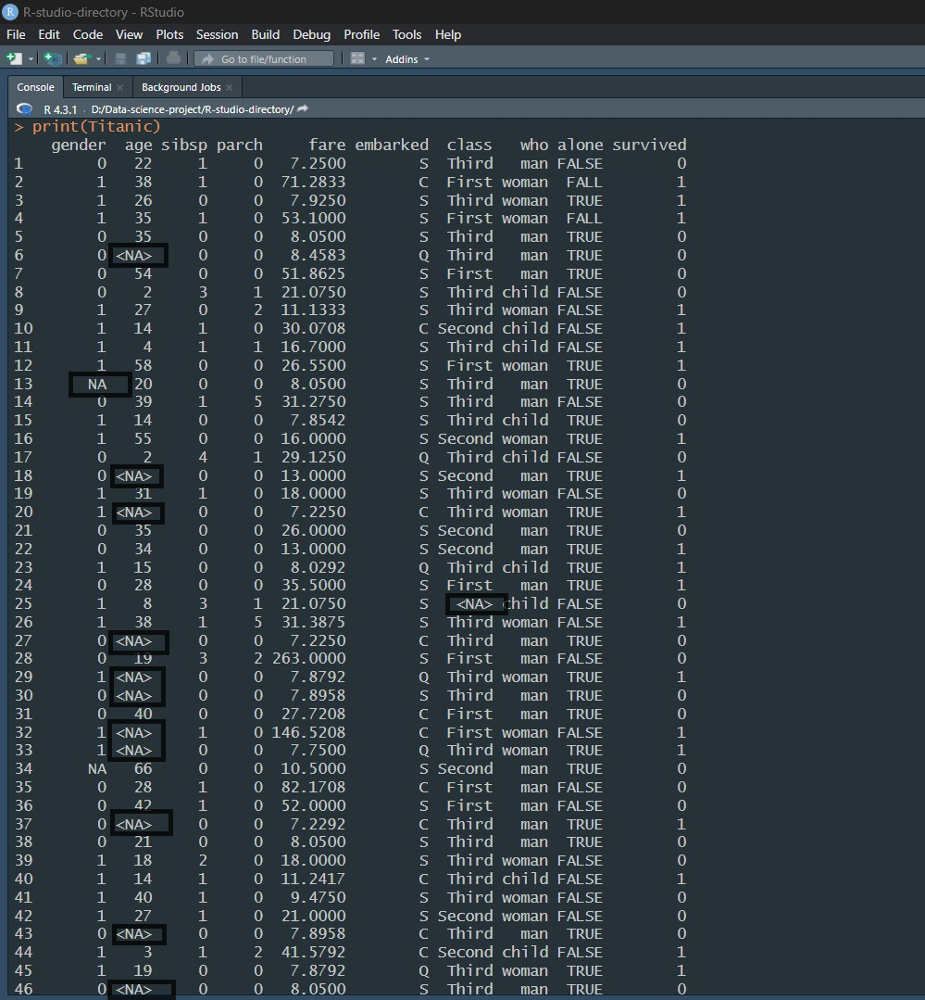 R-studio-directory - RStudio
File Edit Code View Plots Session Build Debug Profile Tools Help
Go to file/function Addins
Console Terminal Background Jobs
R 4.3.1 · D:/Data-science-project/R-studio-directory/
> print(Titanic)
gender age sibsp parch fare embarked class who alone survived
1 0 22 1 0 7.2500 S Third man FALSE 0
2 1 38 1 0 71.2833 C First woman FALL 1
3 1 26 0 0 7.9250 S Third woman TRUE 1
4 1 35 1 0 53.1000 S First woman FALL 1
5 0 35 0 0 8.0500 S Third man TRUE 0
6 0 <NA> 0 0 8.4583 Q Third man TRUE 0
7 0 54 0 0 51.8625 S First man TRUE 0
8 0 2 3 1 21.0750 S Third child FALSE 0
9 1 27 0 2 11.1333 S Third woman FALSE 1
10 1 14 1 0 30.0708 C Second child FALSE 1
11 1 4 1 1 16.7000 S Third child FALSE 1
12 1 58 0 0 26.5500 S First woman TRUE 1
13 NA 20 0 0 8.0500 S Third man TRUE 0
14 0 39 1 5 31.2750 S Third man FALSE 0
15 1 14 0 0 7.8542 S Third child TRUE 0
16 1 55 0 0 16.0000 S Second woman TRUE 1
17 0 2 4 1 29.1250 Q Third child FALSE 0
18 0 <NA> 0 0 13.0000 S Second man TRUE 1
19 1 31 1 0 18.0000 S Third woman FALSE 0
20 1 <NA> 0 0 7.2250 C Third woman TRUE 1
21 0 35 0 0 26.0000 S Second man TRUE 0
22 0 34 0 0 13.0000 S Second man TRUE 1
23 1 15 0 0 8.0292 Q Third child TRUE 1
24 0 28 0 0 35.5000 S First man TRUE 1
25 1 8 3 1 21.0750 S <NA> child FALSE 0
26 1 38 1 5 31.3875 S Third woman FALSE 1
27 0 <NA> 0 0 7.2250 C Third man TRUE 0
28 0 19 3 2 263.0000 S First man FALSE 0
29 1 <NA> 0 0 7.8792 Q Third woman TRUE 1
30 0 <NA> 0 0 7.8958 S Third man TRUE 0
31 0 40 0 0 27.7208 C First man TRUE 0
32 1 <NA> 1 0 146.5208 C First woman FALSE 1
33 1 <NA> 0 0 7.7500 Q Third woman TRUE 1
34 NA 66 0 0 10.5000 S Second man TRUE 0
35 0 28 1 0 82.1708 C First man FALSE 0
36 0 42 1 0 52.0000 S First man FALSE 0
37 0 <NA> 0 0 7.2292 C Third man TRUE 1
38 0 21 0 0 8.0500 S Third man TRUE 0
39 1 18 2 0 18.0000 S Third woman FALSE 0
40 1 14 1 0 11.2417 C Third child FALSE 1
41 1 40 1 0 9.4750 S Third woman FALSE 0
42 1 27 1 0 21.0000 S Second woman FALSE 0
43 0 <NA> 0 0 7.8958 C Third man TRUE 0
44 1 3 1 2 41.5792 C Second child FALSE 1
45 1 19 0 0 7.8792 Q Third woman TRUE 1
46 0 <NA> 0 0 8.0500 S Third man TRUE 0